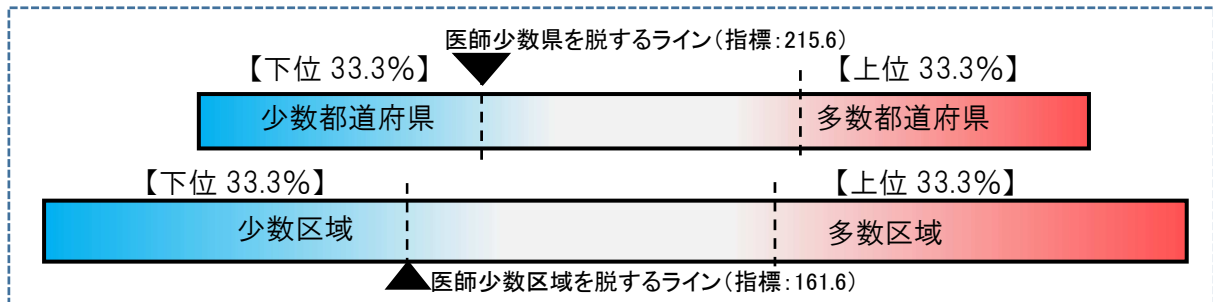 医師少数県を脱するライン（指標：215.6）
【下位 33.3％】
【上位 33.3％】
少数都道府県
多数都道府県
【下位 33.3％】
【上位 33.3％】
少数区域
多数区域
医師少数区域を脱するライン（指標：161.6）